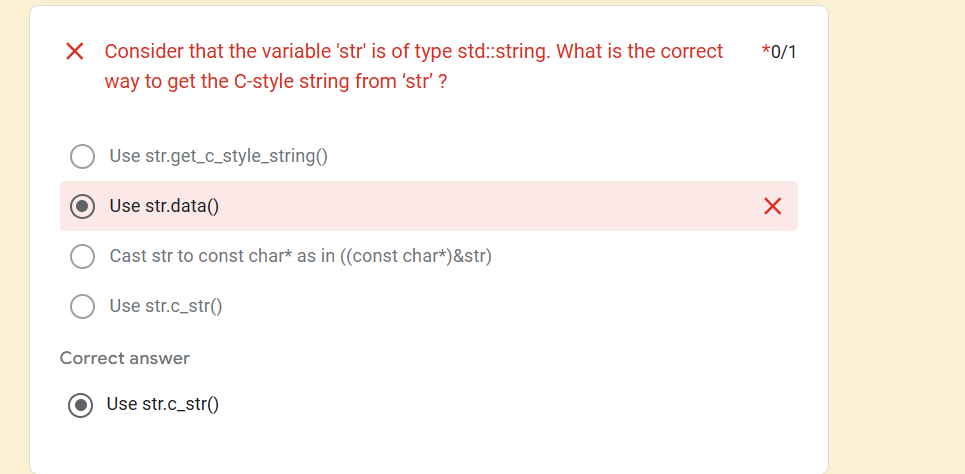 Consider that the variable 'str' is of type std::string. What is the correct
*0/1
way to get the C-style string from ‘str’ ?
Use str.get_c_style_string()
Use str.data()
Cast str to const char* as in ((const char*)&str)
Use str.c_str()
Correct answer
Use str.c_str()